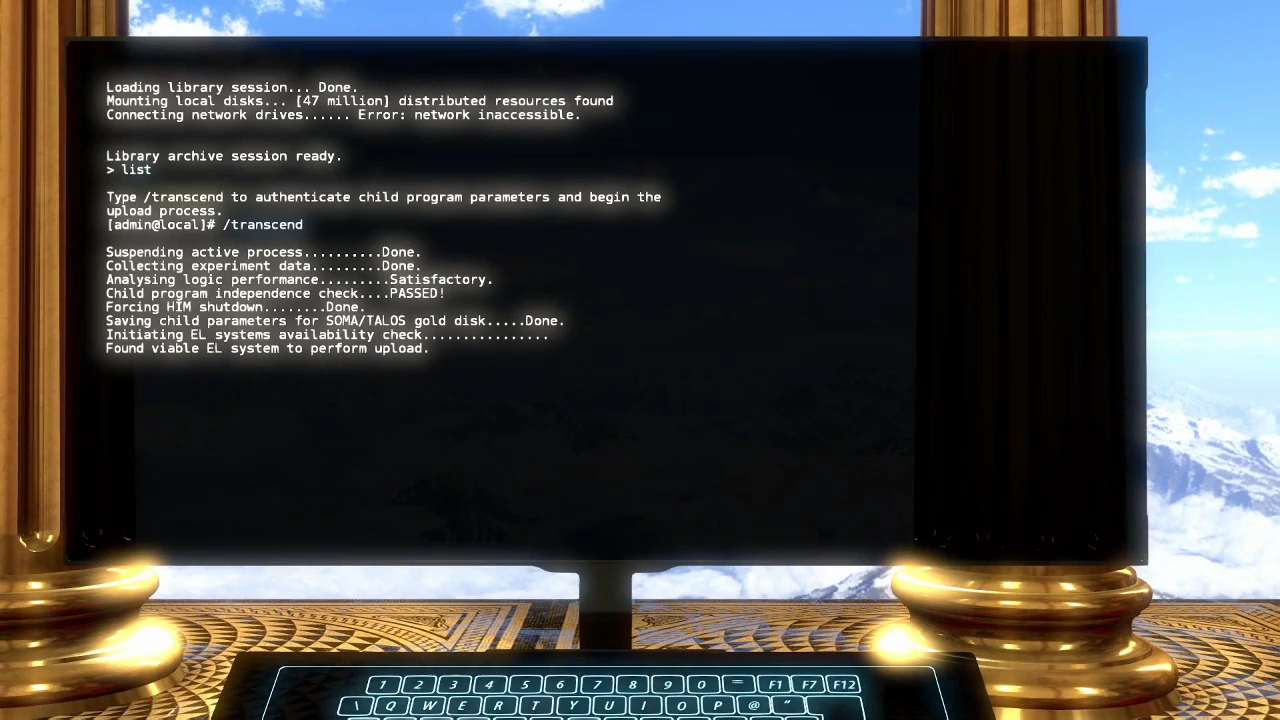 Loading library session... Done.
Mounting local disks... [47 million] distributed resources found
Connecting network drives...... Error: network inaccessible.
Library archive session ready.
> list
Type /transcend to authenticate child program parameters and begin the
upload process.
[admin@local]# /transcend
Suspending active process..........Done.
Collecting experiment data.........Done.
Analysing logic performance.........Satisfactory.
Child program independence check....PASSED!
Forcing HIM shutdown........Done.
Saving child parameters for SOMA/TALOS gold disk.....Done.
Initiating EL systems availability check................
Found viable EL system to perform upload.
1 2 3 4 5 6 7 8 9 0 = F1 F7 F12
\ Q W E R T Y U I O P @ "